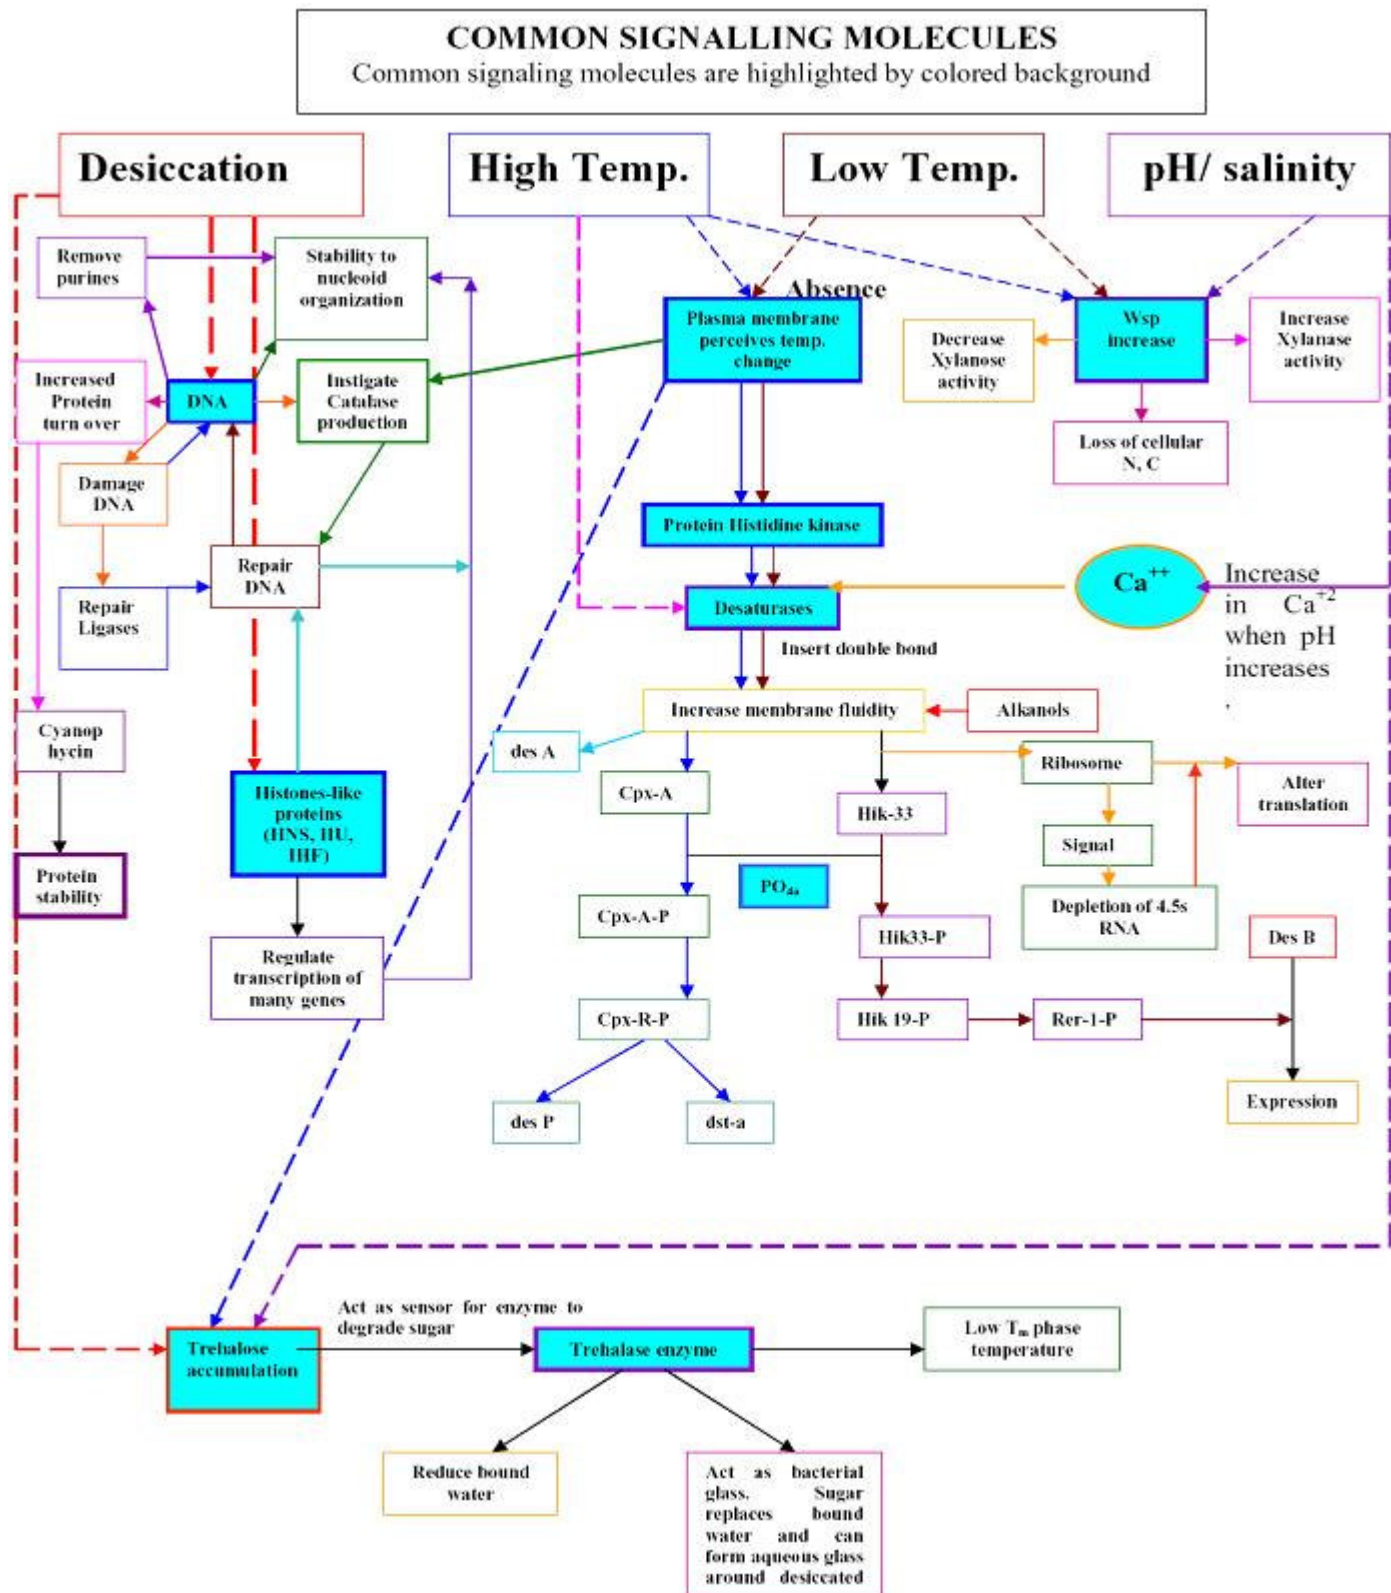 COMMON SIGNALLING MOLECULES
Common signaling molecules are highlighted by colored background
Desiccation
High Temp.
Low Temp.
pH/ salinity
Remove
purines
Stability to
nucleoid
organization
Absence
Plasma membrane
perceives temp.
change
Decrease
Xylanose
activity
Wsp
increase
Increase
Xylanase
activity
Increased
Protein
turn over
DNA
Instigate
Catalase
production
Loss of cellular
N, C
Damage
DNA
Protein Histidine kinase
Repair
DNA
Ca++
Increase
in Ca+2
when pH
increases
.
Repair
Ligases
Desaturases
Insert double bond
Increase membrane fluidity
Alkanols
Cyanop
hycin
des A
Ribosome
Alter
translation
Histones-like
proteins
(HNS, HU,
IHF)
Cpx-A
Hik-33
Signal
Protein
stability
PO4a
Depletion of 4.5s
RNA
Cpx-A-P
Hik33-P
Des B
Regulate
transcription of
many genes
Cpx-R-P
Hik 19-P
Rer-1-P
des P
dst-a
Expression
Act as sensor for enzyme to
degrade sugar
Trehalose
accumulation
Trehalase enzyme
Low Tm phase
temperature
Reduce bound
water
Act as bacterial
glass. Sugar
replaces bound
water and can
form aqueous glass
around desiccated